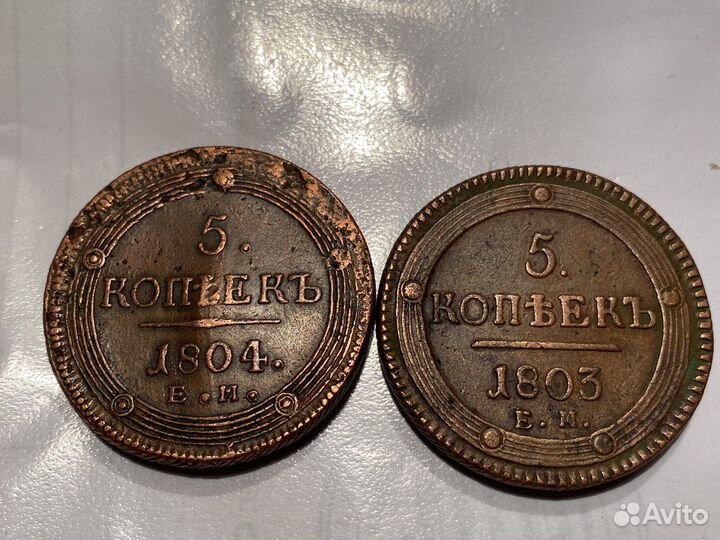 5.
КОПѢЕКЪ
1804.
Е.М.
5.
КОПѢЕКЪ
1803
Е.М.
Avito